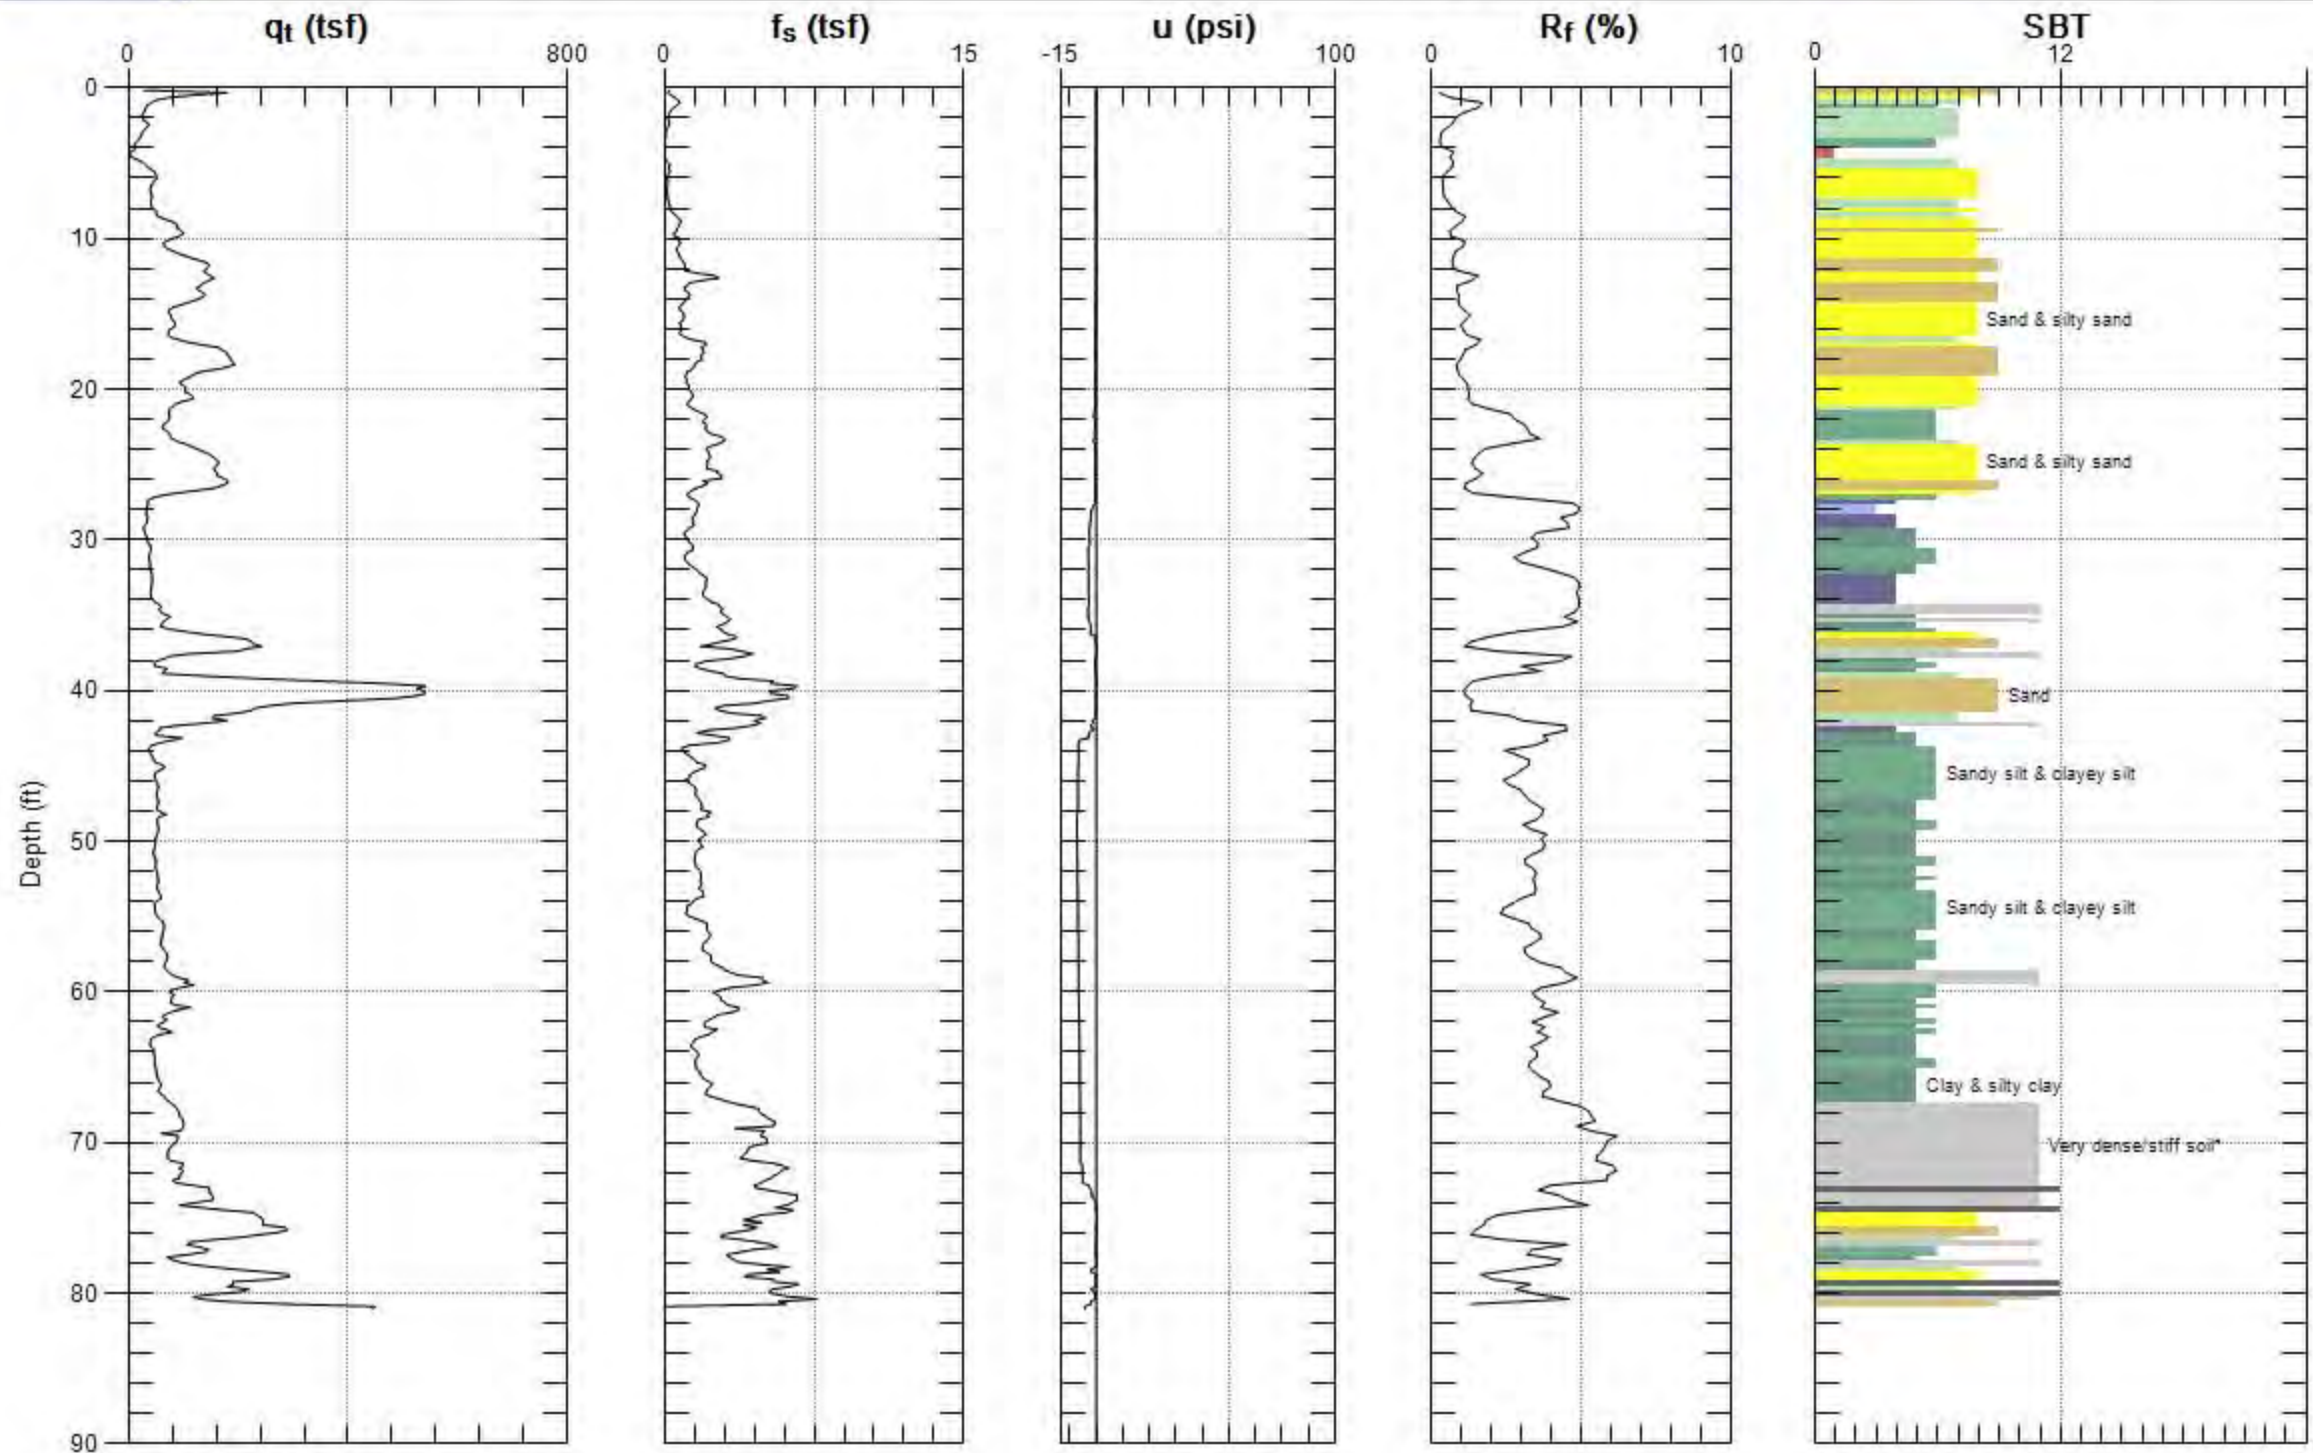 qt (tsf) fs (tsf) u (psi) Rf (%) SBT
0 800 0 15 -15 100 0 10 0 12
0
10
Sand & silty sand
20
Sand & silty sand
30
40
Sand
Sandy silt & clayey silt
Depth (ft)
50
Sandy silt & clayey silt
60
Clay & silty clay
70
Very dense/stiff soil*
80
90